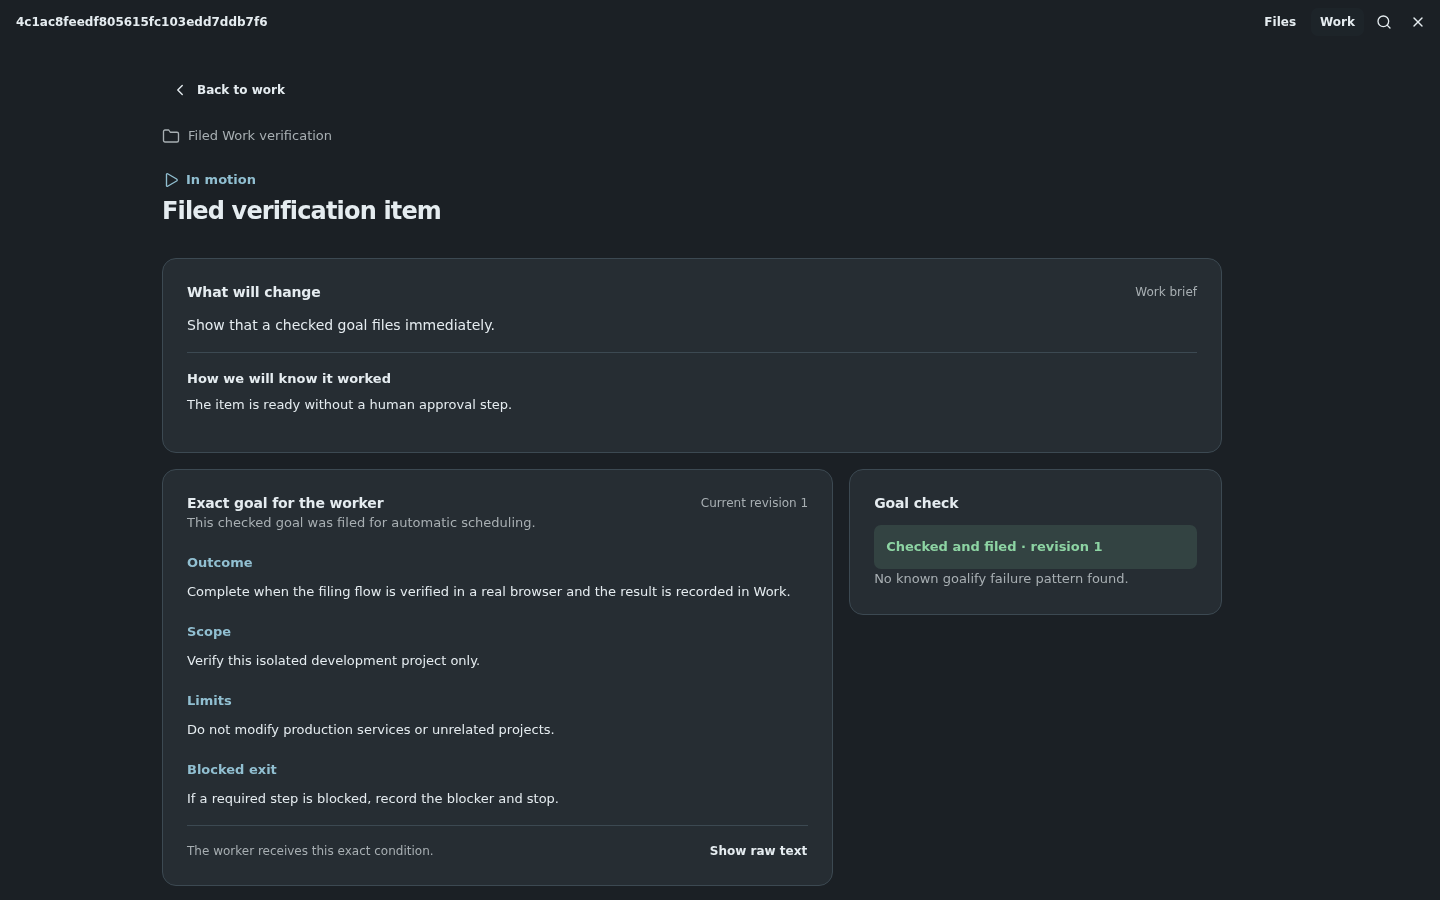 4c1ac8feedf805615fc103edd7ddb7f6
Files
Work
Back to work
Filed Work verification
In motion
Filed verification item
What will change
Work brief
Show that a checked goal files immediately.
How we will know it worked
The item is ready without a human approval step.
Exact goal for the worker
Current revision 1
This checked goal was filed for automatic scheduling.
Outcome
Complete when the filing flow is verified in a real browser and the result is recorded in Work.
Scope
Verify this isolated development project only.
Limits
Do not modify production services or unrelated projects.
Blocked exit
If a required step is blocked, record the blocker and stop.
The worker receives this exact condition.
Show raw text
Goal check
Checked and filed · revision 1
No known goalify failure pattern found.